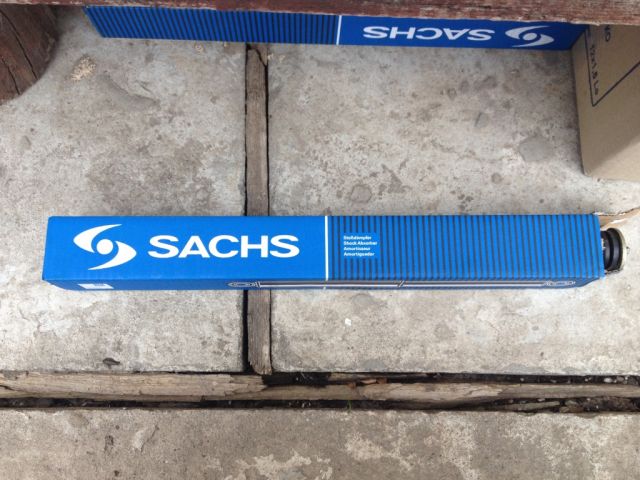 SACHS
SACHS
Stoßdämpfer
Shock Absorber
Amortisseur
Amortiguador